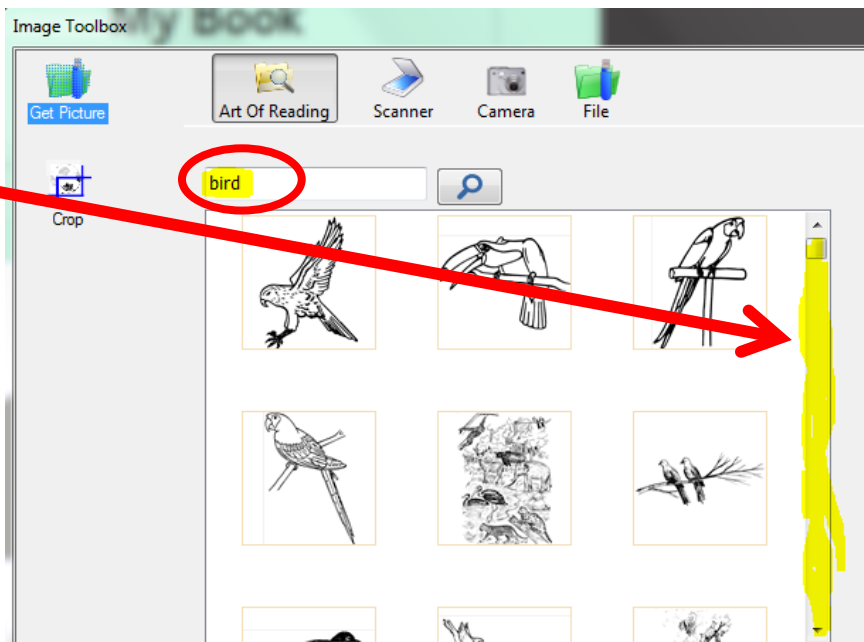 My Book
Image Toolbox
Get Picture
Art Of Reading
Scanner
Camera
File
bird
Crop